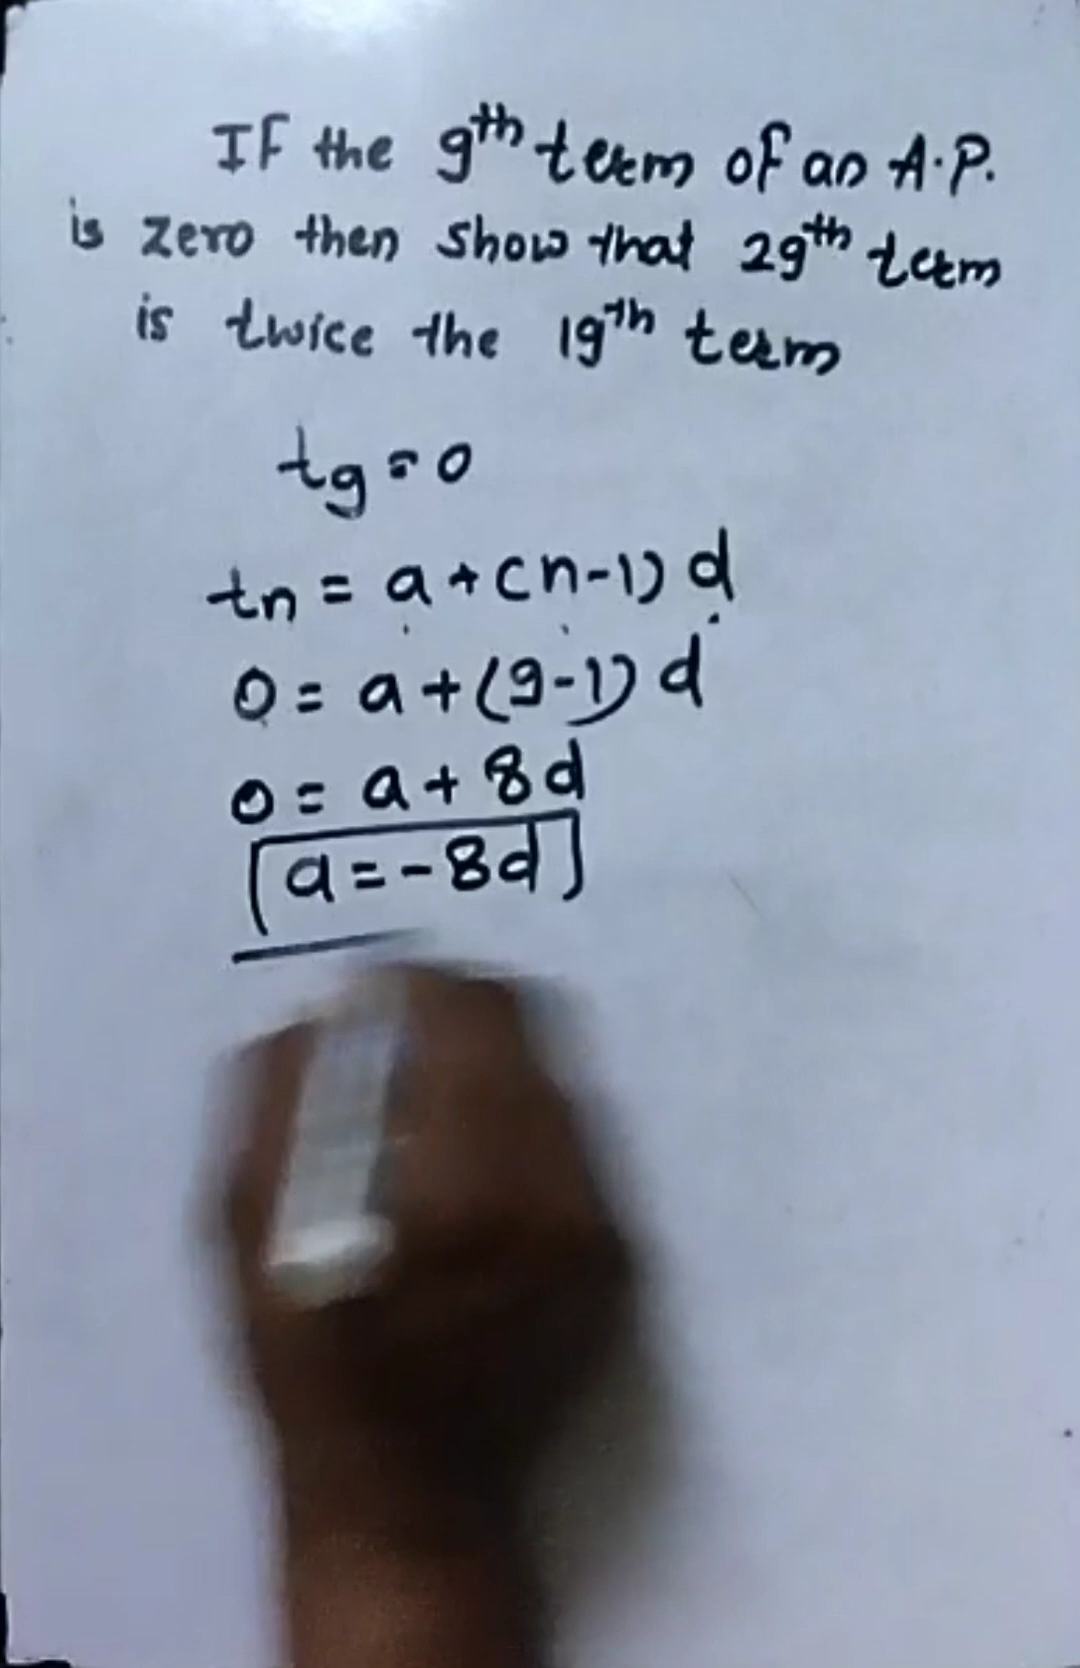 If the 9th term of an A.P.
is zero then show that 29th term
is twice the 19th term
t9 = 0
tn = a + (n-1) d
0 = a + (9-1) d
0 = a + 8d
a = -8d